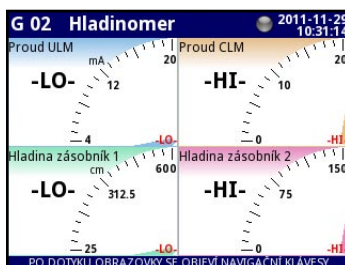 G 02 Hladinomer 2011-11-29
10:31:14
Proud ULM
mA
20
-LO-
12
4
-LO-
Proud CLM
20
-HI-
10
0
-HI-
Hladina zásobník 1
cm
600
-LO-
312.5
25
-LO-
Hladina zásobník 2
150
-HI-
75
0
-HI-
PO DOTYKU OBRAZOVKY SE OBJEVÍ NAVIGAČNÍ KLÁVESY